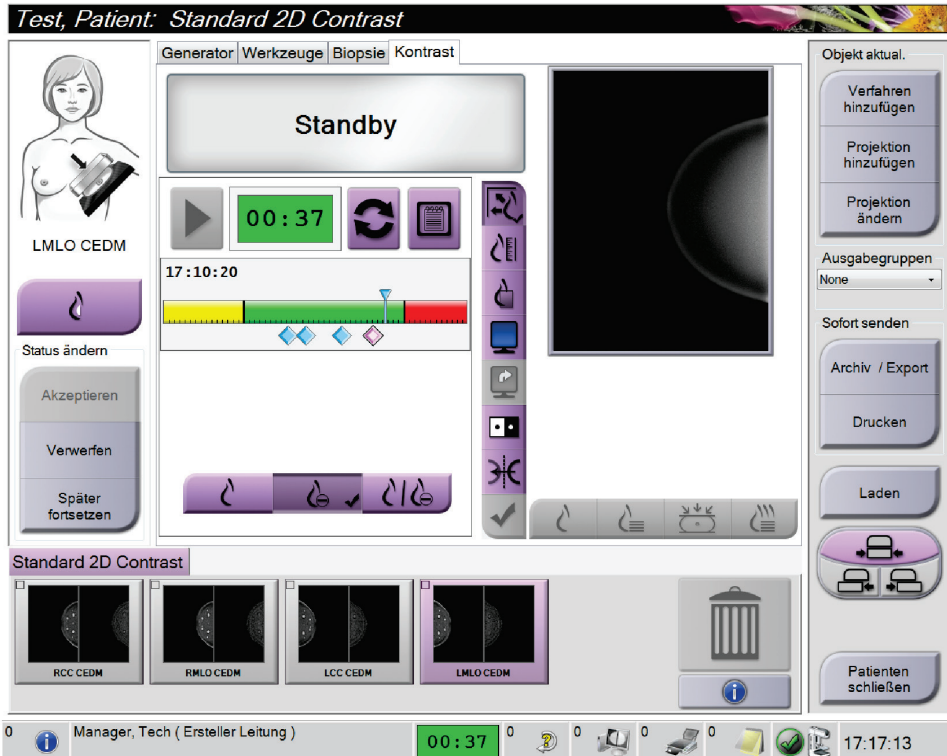 Test, Patient: Standard 2D Contrast
Generator Werkzeuge Biopsie Kontrast
Standby
LMLO CEDM
00:37
17:10:20
Status ändern
Akzeptieren
Verwerfen
Später
fortsetzen
Objekt aktual.
Verfahren
hinzufügen
Projektion
hinzufügen
Projektion
ändern
Ausgabegruppen
None
Sofort senden
Archiv / Export
Drucken
Laden
Patienten
schließen
Standard 2D Contrast
RCC CEDM
RMLO CEDM
LCC CEDM
LMLO CEDM
0 Manager, Tech ( Ersteller Leitung ) 00:37 0 0 0 0 17:17:13